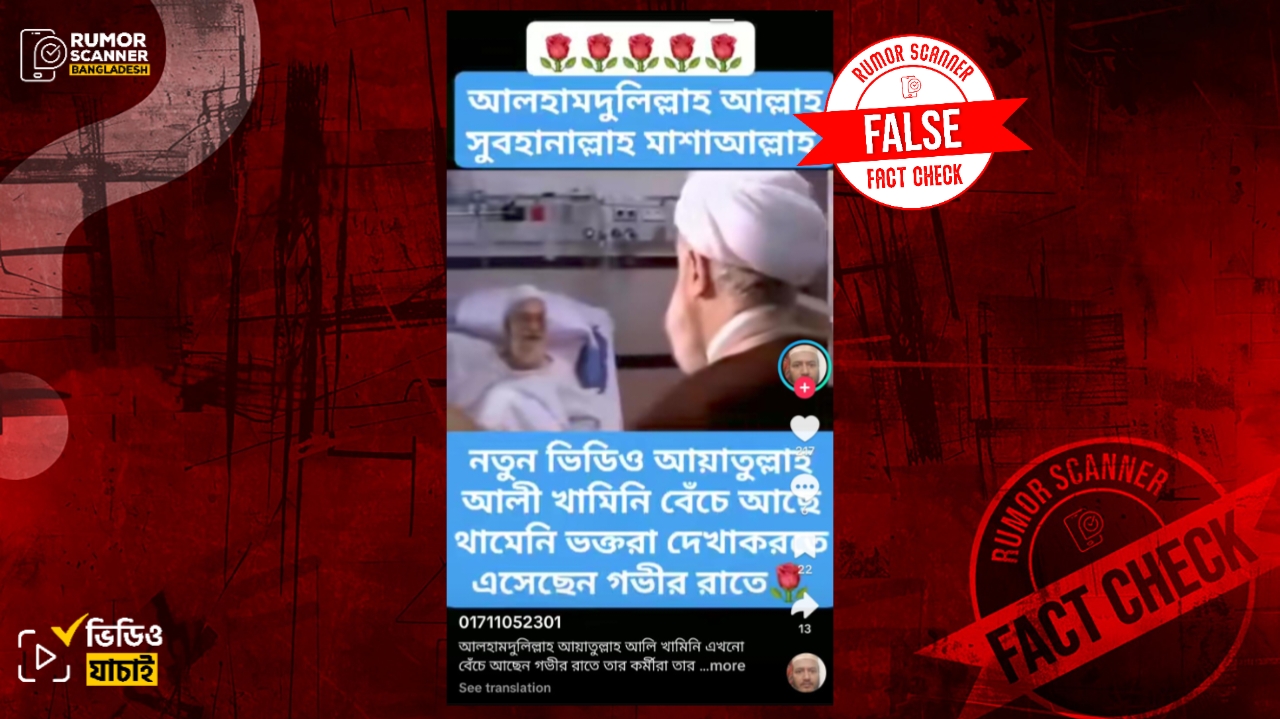 RUMOR
SCANNER
BANGLADESH
আলহামদুলিল্লাহ আল্লাহ
সুবহানাল্লাহ মাশাআল্লাহ
RUMOR SCANNER
FALSE
FACT CHECK
নতুন ভিডিও আয়াতুল্লাহ
আলী খামিনি বেঁচে আছে
থামেনি ভক্তরা দেখাকরতে
এসেছেন গভীর রাতে
22
13
01711052301
আলহামদুলিল্লাহ আয়াতুল্লাহ আলি খামিনি এখনো
বেঁচে আছেন গভীর রাতে তার কর্মীরা তার ...more
See translation
ভিডিও
যাচাই
RUMOR SCANNER
FACT CHECK